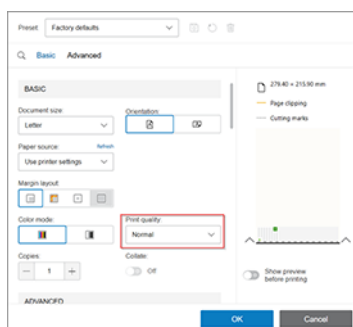 Preset Factory defaults
Basic Advanced
BASIC
Document size: Orientation
Letter
Paper source: Refresh
Use printer settings
Margin layout:
Color mode: Print quality:
Normal
Copies: Collate:
1 Off
ADVANCED
279.40 × 215.90 mm
Page clipping
Cutting marks
Show preview
before printing
OK Cancel